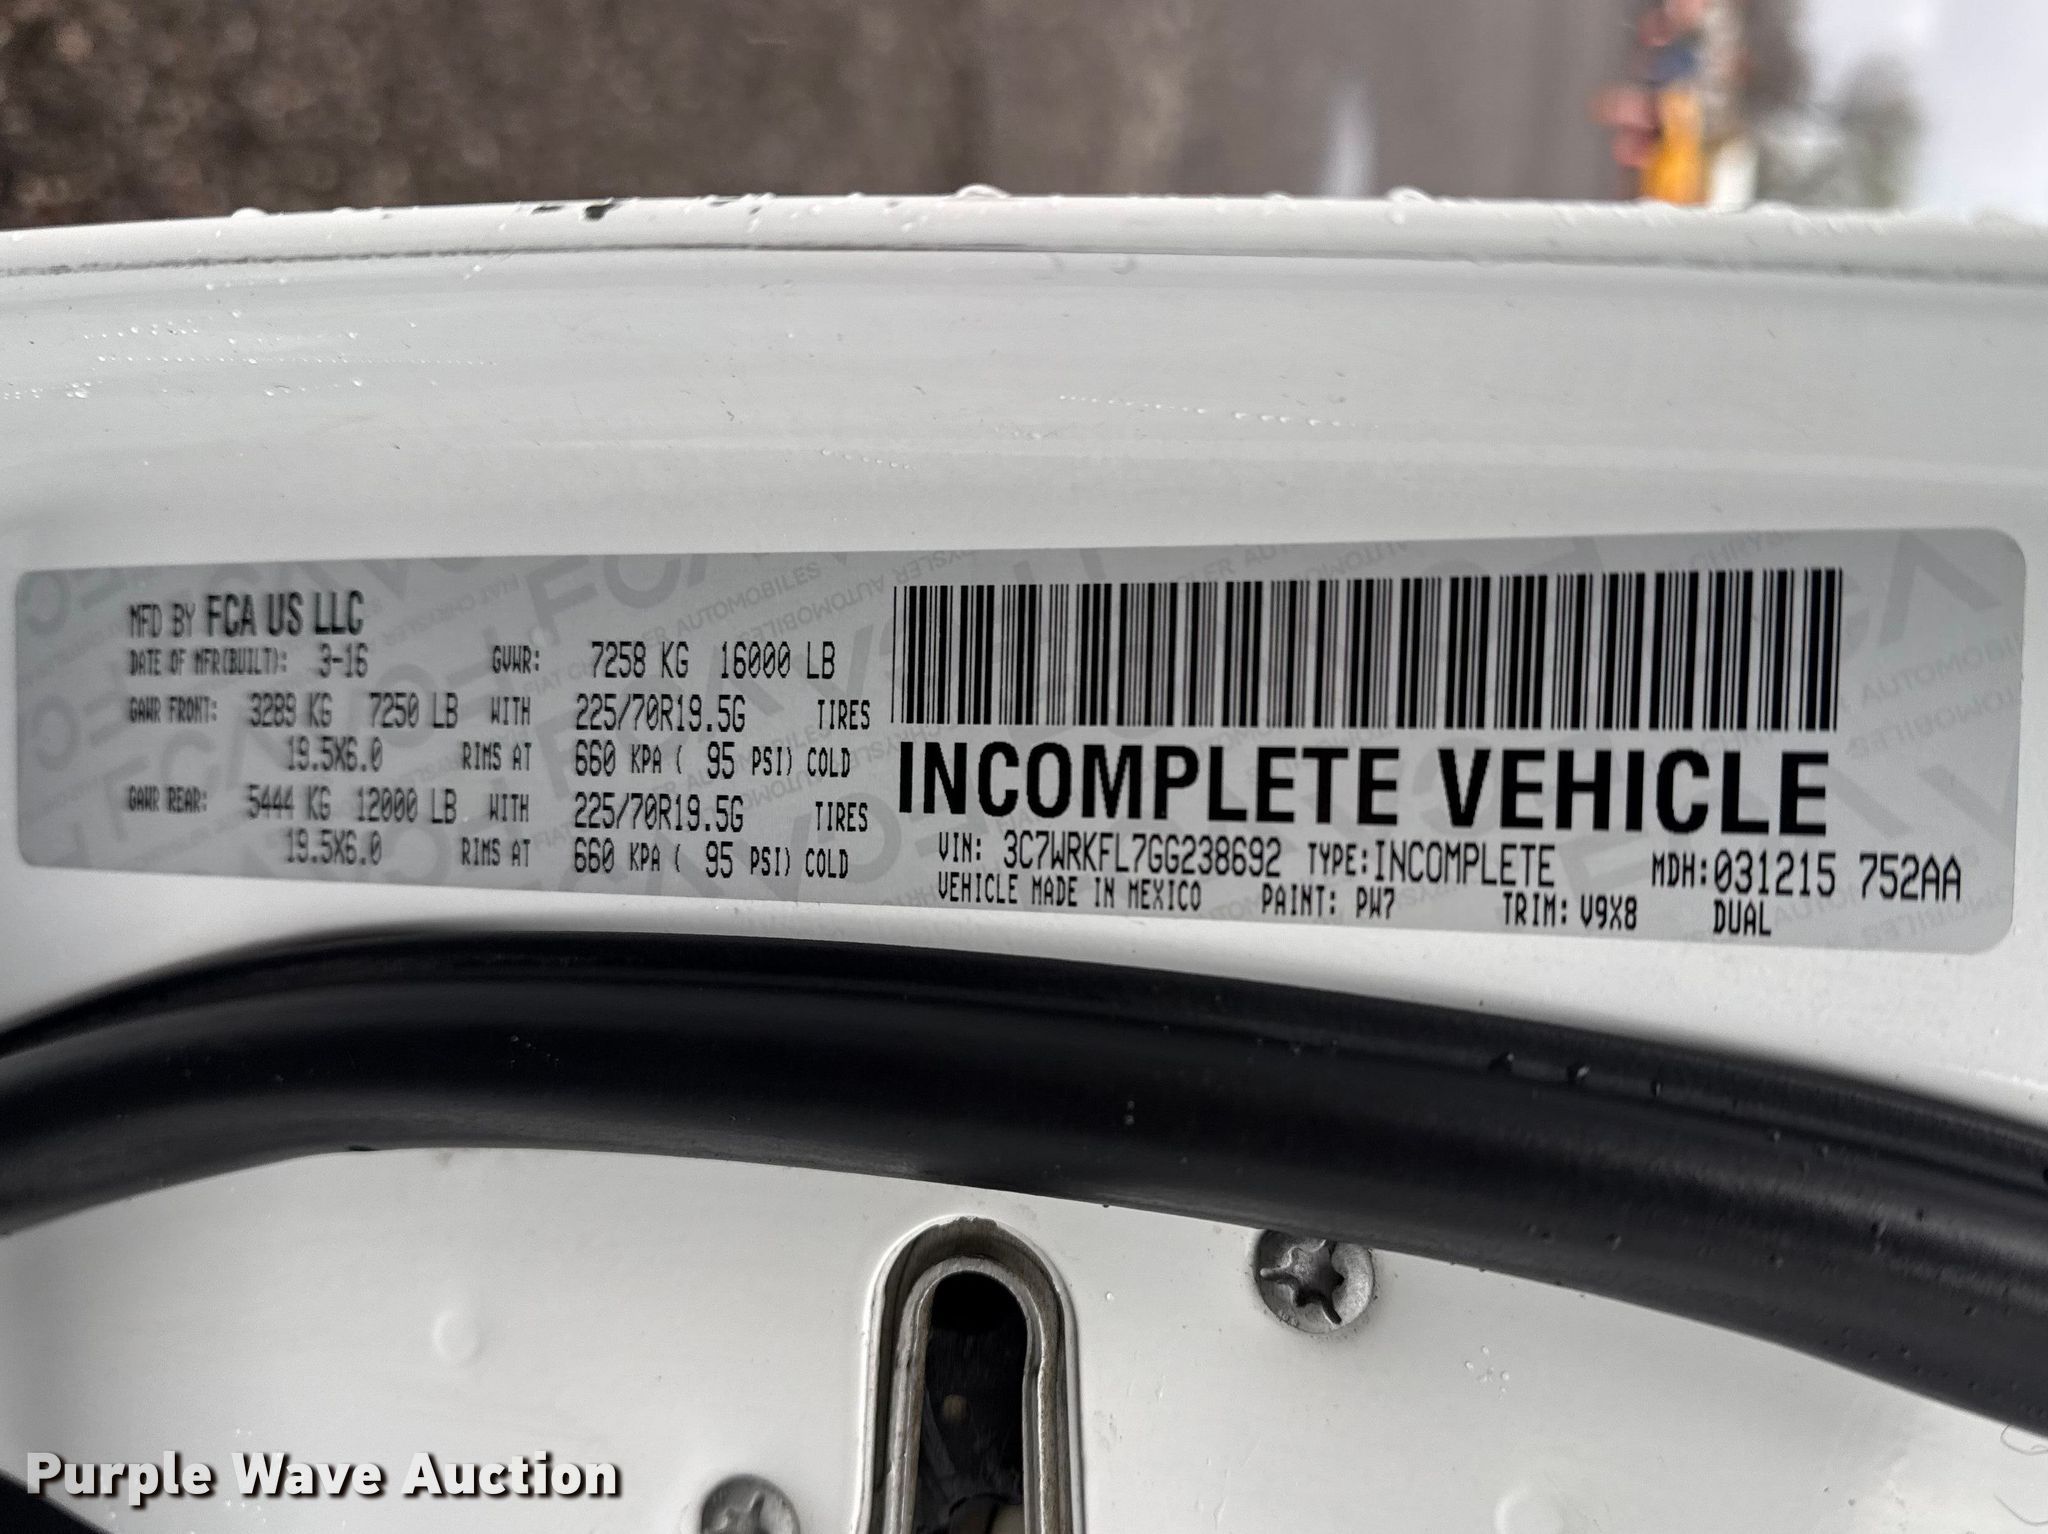 MFD BY FCA US LLC
DATE OF MFR(BUILT): 3-16 GVWR: 7258 KG 16000 LB
GAWR FRONT: 3289 KG 7250 LB WITH 225/70R19.5G TIRES
19.5X6.0 RIMS AT 660 KPA ( 95 PSI) COLD
GAWR REAR: 5444 KG 12000 LB WITH 225/70R19.5G TIRES
19.5X6.0 RIMS AT 660 KPA ( 95 PSI) COLD
INCOMPLETE VEHICLE
VIN: 3C7WRKFL7GG238692 TYPE:INCOMPLETE MDH:031215 752AA
VEHICLE MADE IN MEXICO PAINT: PW7 TRIM: V9X8 DUAL
Purple Wave Auction